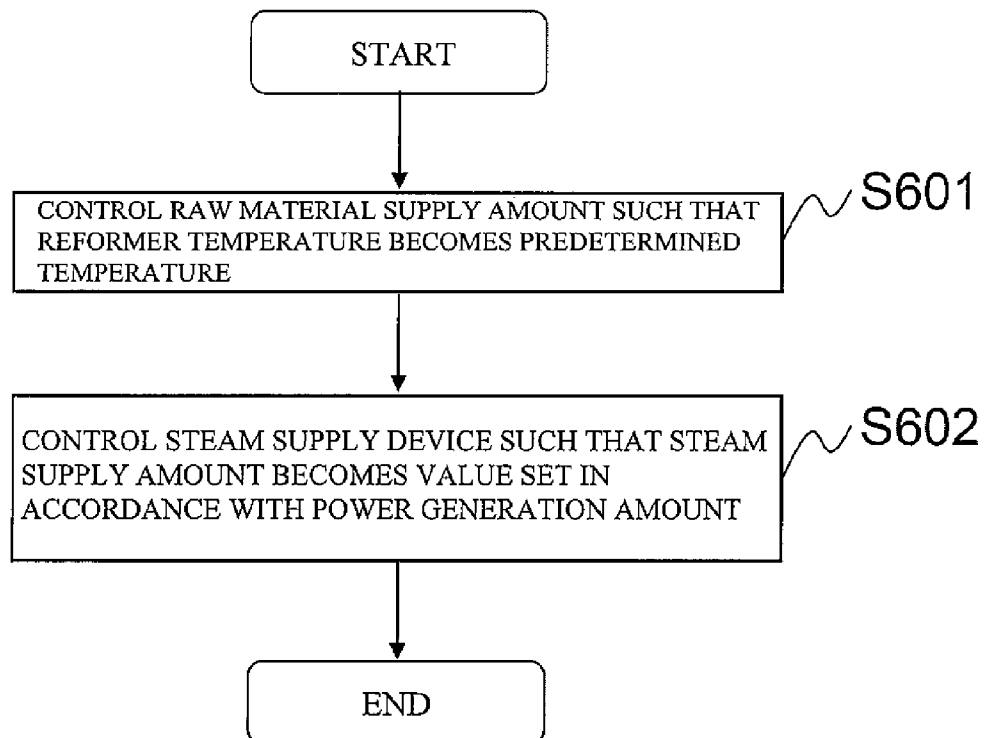 START
CONTROL RAW MATERIAL SUPPLY AMOUNT SUCH THAT
REFORMER TEMPERATURE BECOMES PREDETERMINED
TEMPERATURE
S601
CONTROL STEAM SUPPLY DEVICE SUCH THAT STEAM
SUPPLY AMOUNT BECOMES VALUE SET IN
ACCORDANCE WITH POWER GENERATION AMOUNT
S602
END